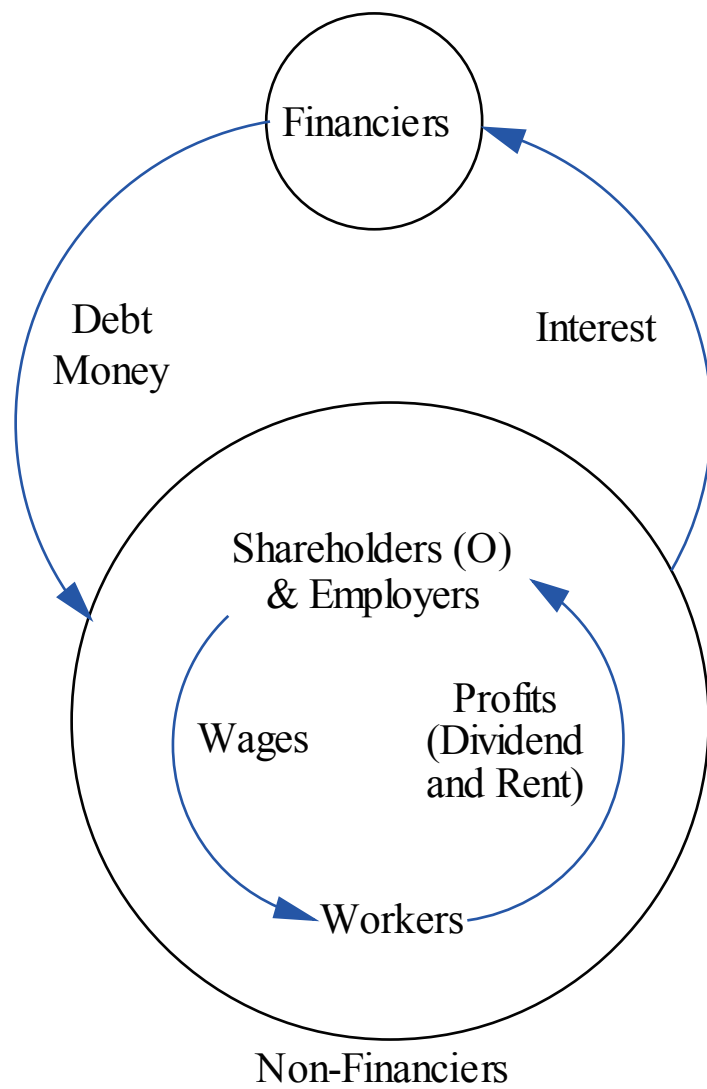 Financiers
Debt
Money
Interest
Shareholders (O)
& Employers
Wages
Profits
(Dividend
and Rent)
Workers
Non-Financiers